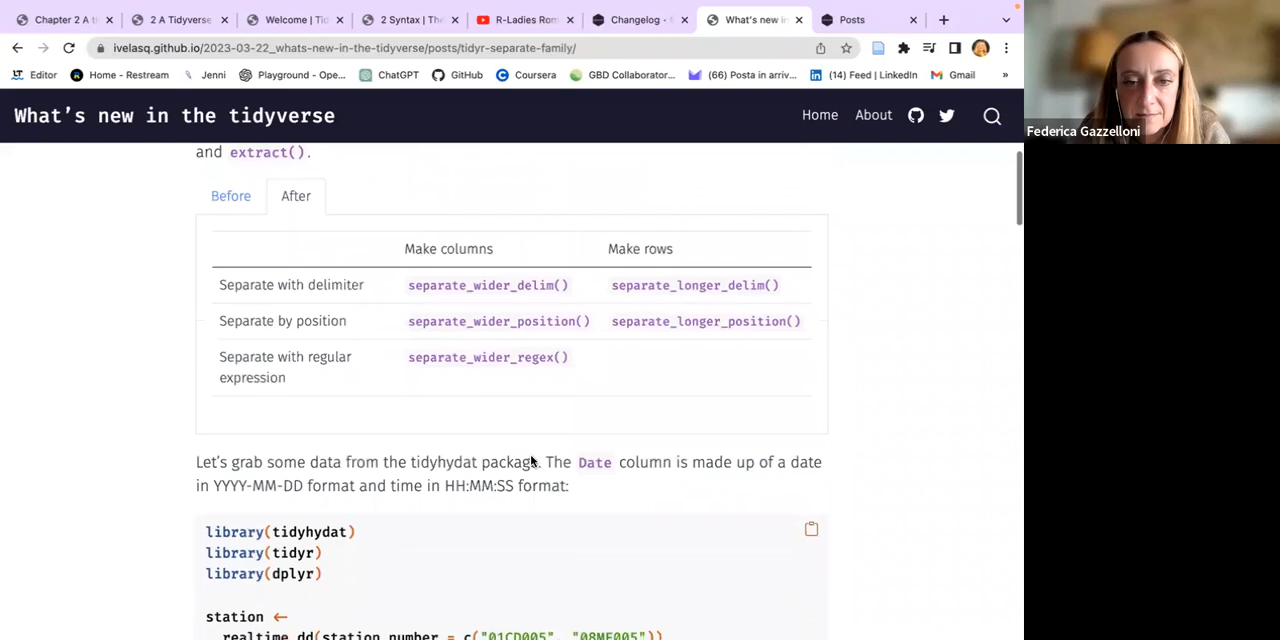 Chapter 2 A ti
2 A Tidyverse
Welcome | Tid
2 Syntax | The
R-Ladies Rom
Changelog ·
What's new in
Posts
ivelasq.github.io/2023-03-22_whats-new-in-the-tidyverse/posts/tidyr-separate-family/
Editor
Home - Restream
Jenni
Playground - Ope...
ChatGPT
GitHub
Coursera
GBD Collaborator...
(66) Posta in arriv...
(14) Feed | LinkedIn
Gmail
»
What's new in the tidyverse
Home About
Federica Gazzelloni
and extract().
Before After
Make columns Make rows
Separate with delimiter separate_wider_delim() separate_longer_delim()
Separate by position separate_wider_position() separate_longer_position()
Separate with regular separate_wider_regex()
expression
Let's grab some data from the tidyhydat package. The Date column is made up of a date
in YYYY-MM-DD format and time in HH:MM:SS format:
library(tidyhydat)
library(tidyr)
library(dplyr)
station <-
realtime_dd(station_number = c("01CD005", "08MF005"))